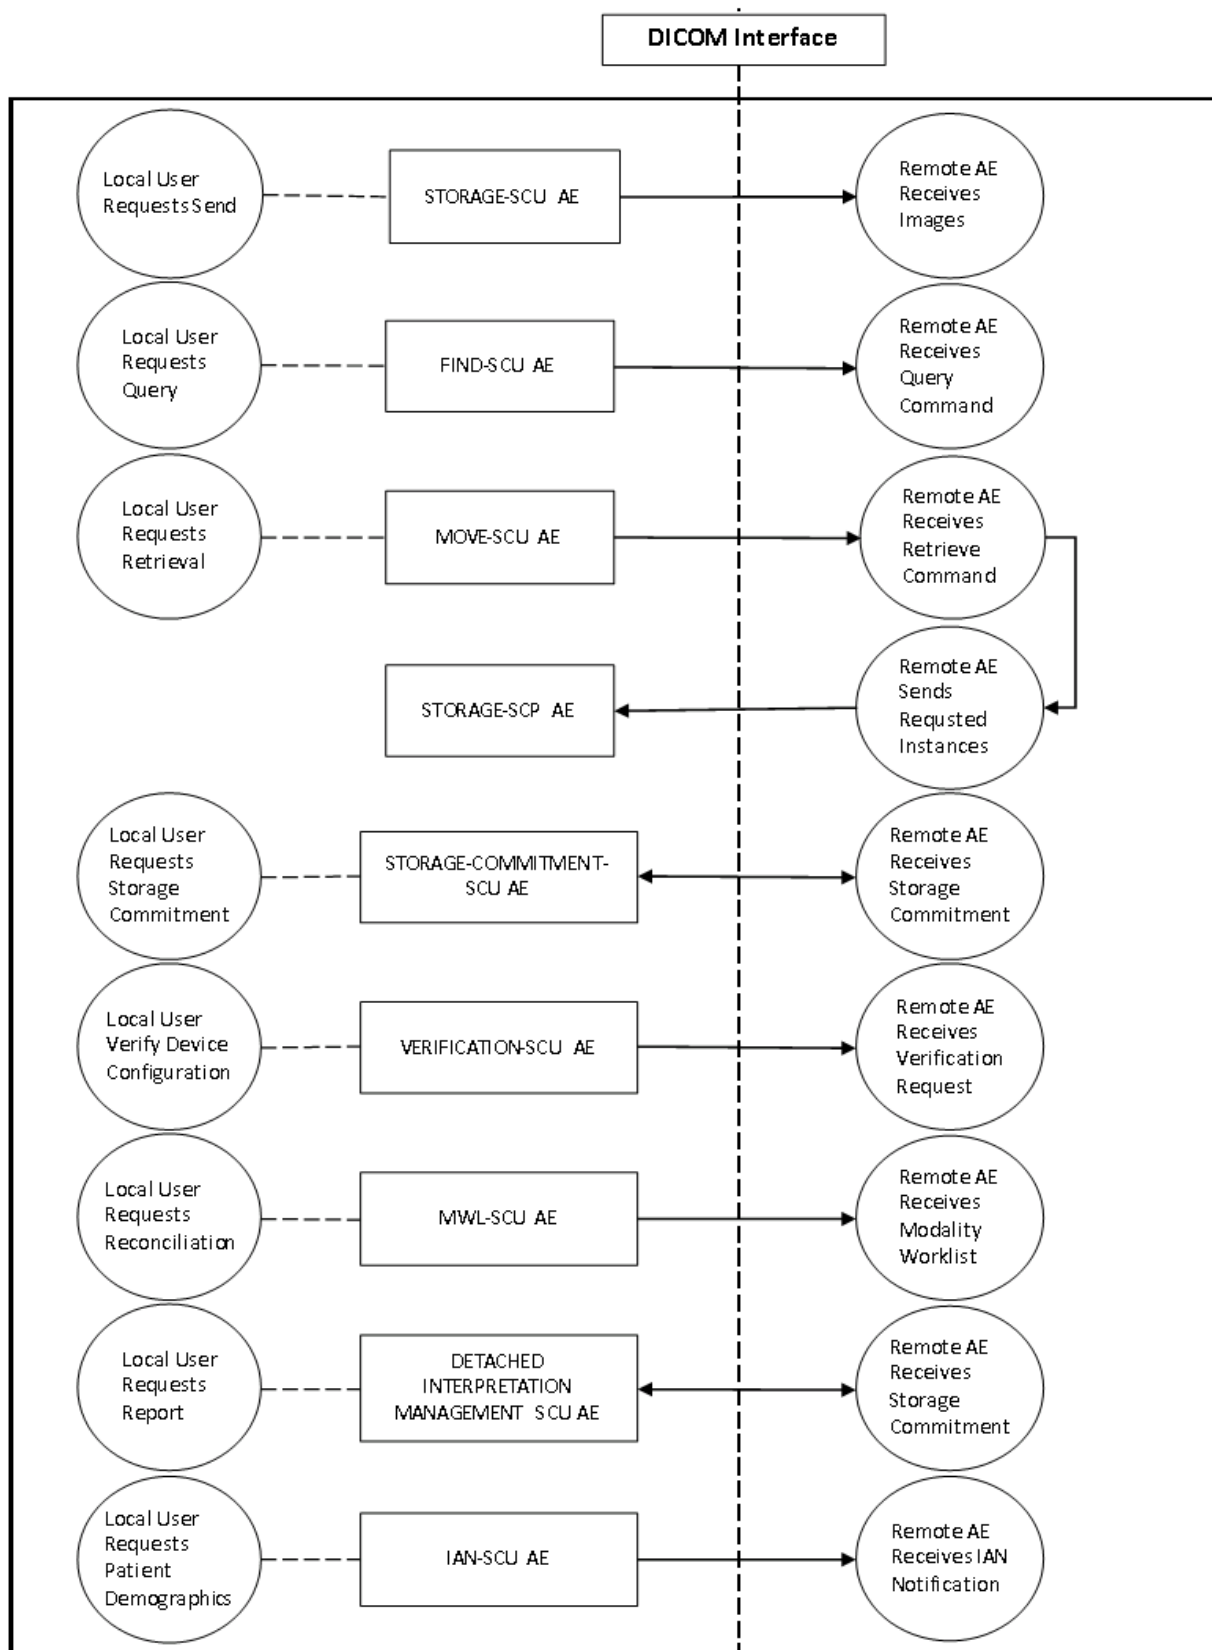 DICOM Interface
Local User
Requests Send
STORAGE-SCU AE
Remote AE
Receives
Images
Local User
Requests
Query
FIND-SCU AE
Remote AE
Receives
Query
Command
Local User
Requests
Retrieval
MOVE-SCU AE
Remote AE
Receives
Retrieve
Command
STORAGE-SCP AE
Remote AE
Sends
Requsted
Instances
Local User
Requests
Storage
Commitment
STORAGE-COMMITMENT-
SCU AE
Remote AE
Receives
Storage
Commitment
Local User
Verify Device
Configuration
VERIFICATION-SCU AE
Remote AE
Receives
Verification
Request
Local User
Requests
Reconciliation
MWL-SCU AE
Remote AE
Receives
Modality
Worklist
Local User
Requests
Report
DETACHED
INTERPRETATION
MANAGEMENT SCU AE
Remote AE
Receives
Storage
Commitment
Local User
Requests
Patient
Demographics
IAN-SCU AE
Remote AE
Receives IAN
Notification